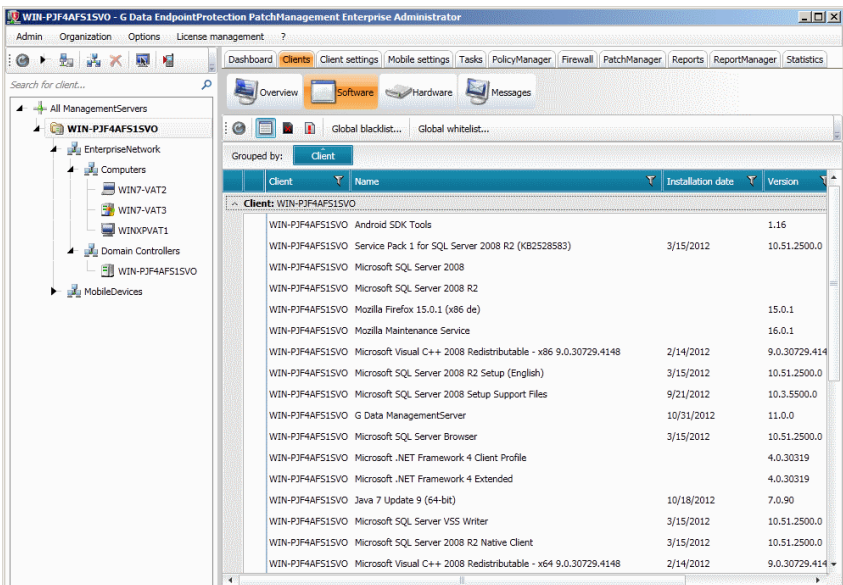 WIN-PJF4AFS1SVO - G Data EndpointProtection PatchManagement Enterprise Administrator
Admin Organization Options License management ?
Dashboard Clients Client settings Mobile settings Tasks PolicyManager Firewall PatchManager Reports ReportManager Statistics
Search for client...
Overview Software Hardware Messages
All ManagementServers
WIN-PJF4AFS1SVO
EnterpriseNetwork
Computers
WIN7-VAT2
WIN7-VAT3
WINXPVAT1
Domain Controllers
WIN-PJF4AFS1SVO
MobileDevices
Global blacklist... Global whitelist...
Grouped by: Client
Client Name Installation date Version
Client: WIN-PJF4AFS1SVO
WIN-PJF4AFS1SVO Android SDK Tools 1.16
WIN-PJF4AFS1SVO Service Pack 1 for SQL Server 2008 R2 (KB2528583) 3/15/2012 10.51.2500.0
WIN-PJF4AFS1SVO Microsoft SQL Server 2008
WIN-PJF4AFS1SVO Microsoft SQL Server 2008 R2
WIN-PJF4AFS1SVO Mozilla Firefox 15.0.1 (x86 de) 15.0.1
WIN-PJF4AFS1SVO Mozilla Maintenance Service 16.0.1
WIN-PJF4AFS1SVO Microsoft Visual C++ 2008 Redistributable - x86 9.0.30729.4148 2/14/2012 9.0.30729.414
WIN-PJF4AFS1SVO Microsoft SQL Server 2008 R2 Setup (English) 3/15/2012 10.51.2500.0
WIN-PJF4AFS1SVO Microsoft SQL Server 2008 Setup Support Files 9/21/2012 10.3.5500.0
WIN-PJF4AFS1SVO G Data ManagementServer 10/31/2012 11.0.0
WIN-PJF4AFS1SVO Microsoft SQL Server Browser 3/15/2012 10.51.2500.0
WIN-PJF4AFS1SVO Microsoft .NET Framework 4 Client Profile 4.0.30319
WIN-PJF4AFS1SVO Microsoft .NET Framework 4 Extended 4.0.30319
WIN-PJF4AFS1SVO Java 7 Update 9 (64-bit) 10/18/2012 7.0.90
WIN-PJF4AFS1SVO Microsoft SQL Server VSS Writer 3/15/2012 10.51.2500.0
WIN-PJF4AFS1SVO Microsoft SQL Server 2008 R2 Native Client 3/15/2012 10.51.2500.0
WIN-PJF4AFS1SVO Microsoft Visual C++ 2008 Redistributable - x64 9.0.30729.4148 2/14/2012 9.0.30729.414